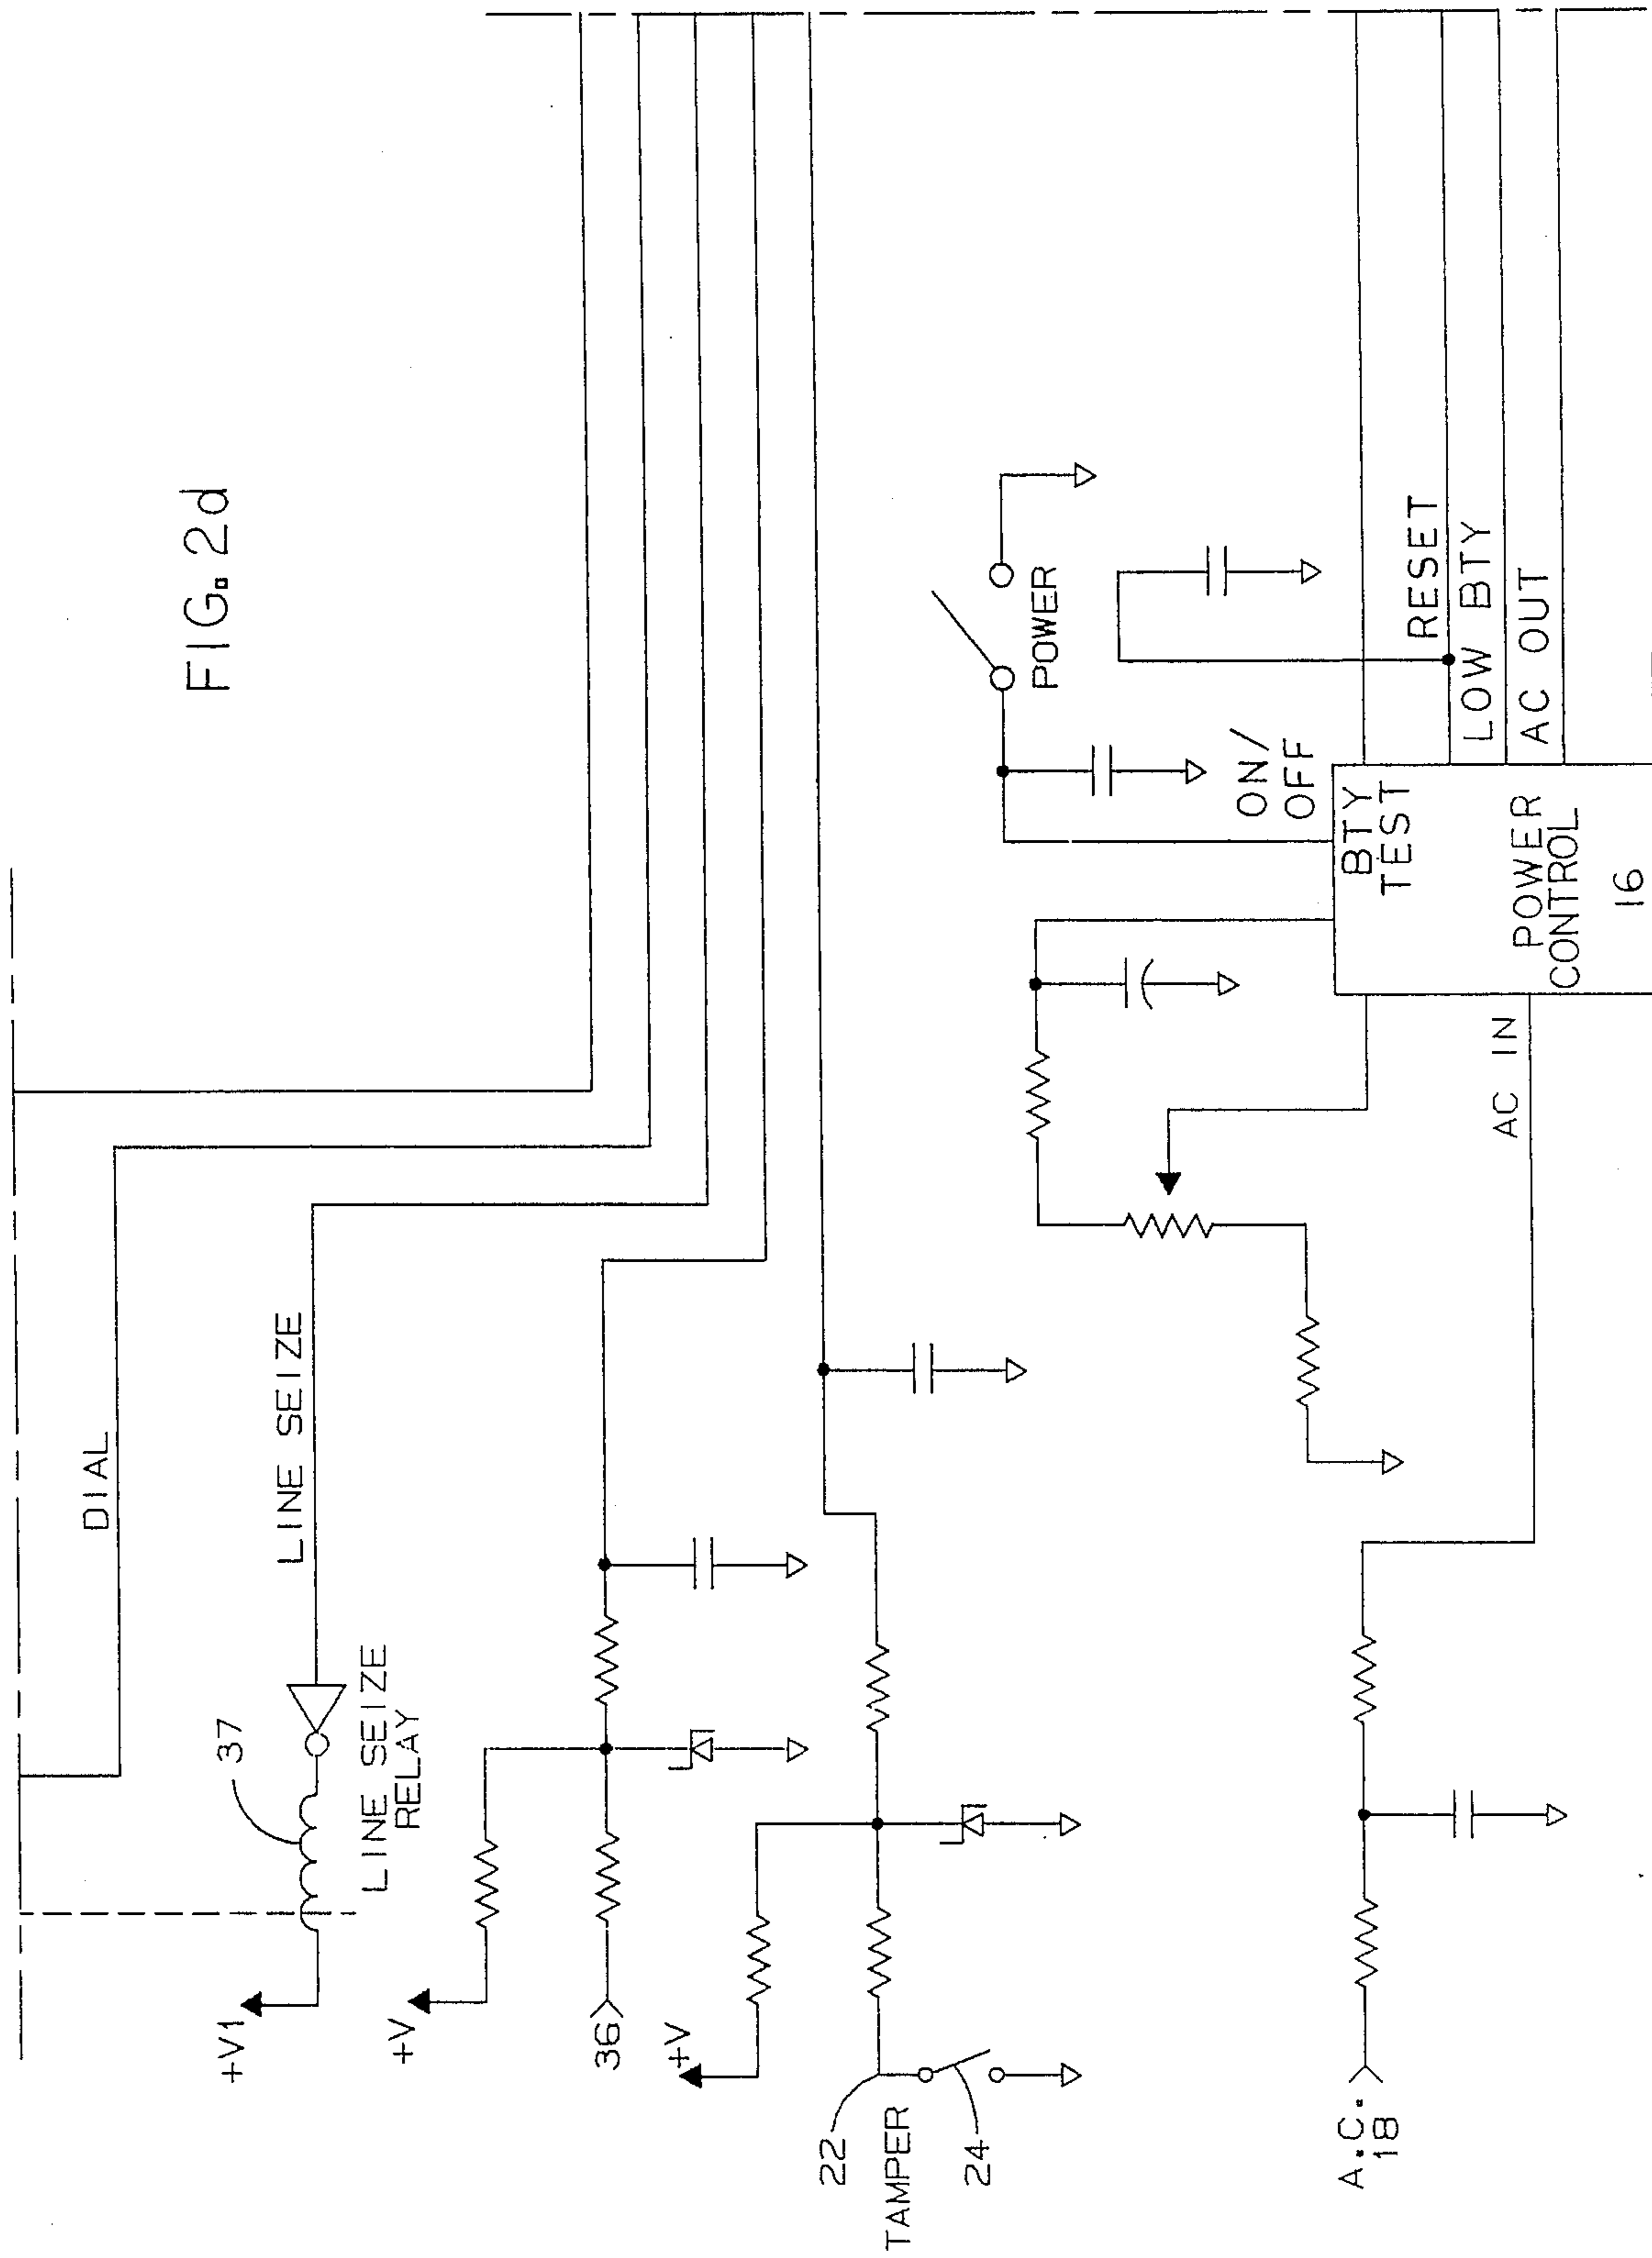 FIG. 2d
DIAL
LINE SEIZE
+V1
37
LINE SEIZE
RELAY
+V
36
+V
22
TAMPER
24
POWER
ON/
OFF
RESET
LOW BTY
AC OUT
BTY
TEST
POWER
CONTROL
16
AC IN
A.C.
18